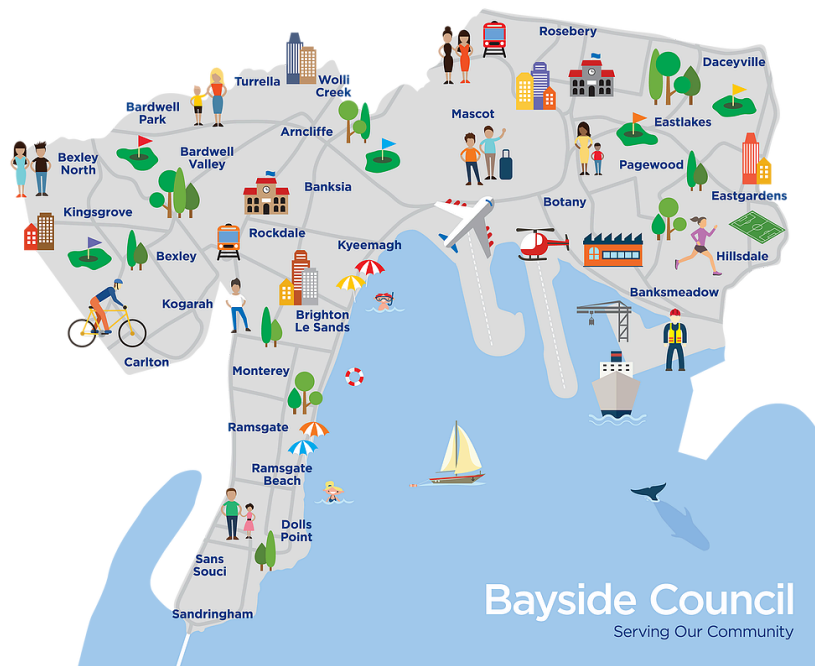 Rosebery
Daceyville
Turrella
Wolli
Creek
Bardwell
Park
Mascot
Arncliffe
Eastlakes
Bexley
North
Bardwell
Valley
Pagewood
Banksia
Eastgardens
Kingsgrove
Botany
Rockdale
Kyeemagh
Bexley
Hillsdale
Kogarah
Banksmeadow
Brighton
Le Sands
Carlton
Monterey
Ramsgate
Ramsgate
Beach
Dolls
Point
Sans
Souci
Sandringham
Bayside Council
Serving Our Community